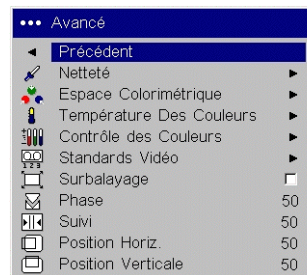 ••• Avancé
Précédent
Netteté
Espace Colorimétrique
Température Des Couleurs
Contrôle des Couleurs
Standards Vidéo
Surbalayage
Phase 50
Suivi 50
Position Horiz. 50
Position Verticale 50